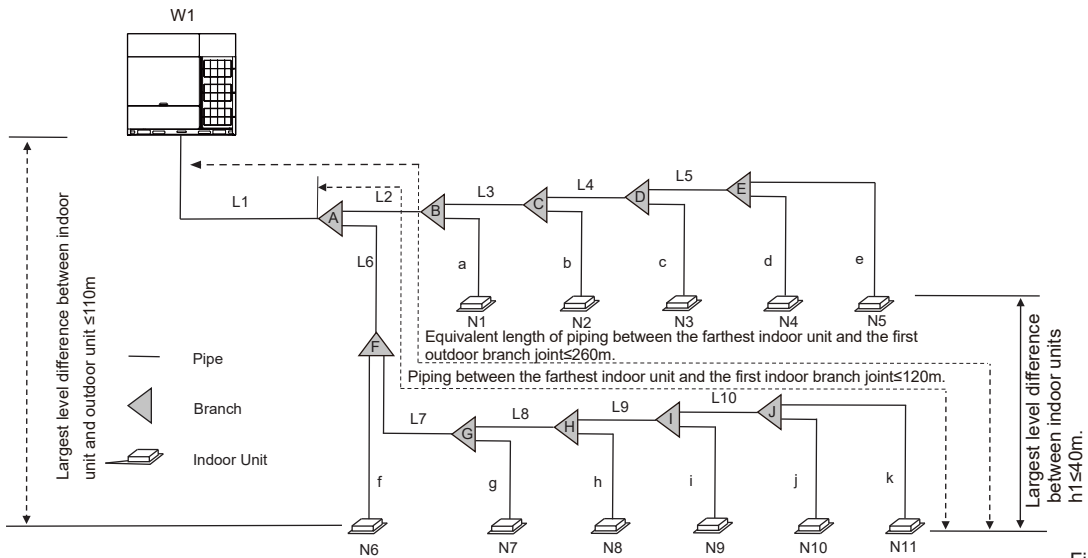 W1
L1
L2
L3
L4
L5
A
B
C
D
E
L6
a
b
c
d
e
N1
N2
N3
N4
N5
Largest level difference between indoor
unit and outdoor unit ≤110m
Equivalent length of piping between the farthest indoor unit and the first
outdoor branch joint≤260m.
Piping between the farthest indoor unit and the first indoor branch joint≤120m.
Pipe
Branch
Indoor Unit
F
L7
L8
L9
L10
G
H
I
J
f
g
h
i
j
k
N6
N7
N8
N9
N10
N11
Largest level difference
between indoor units
h1≤40m.
Fi